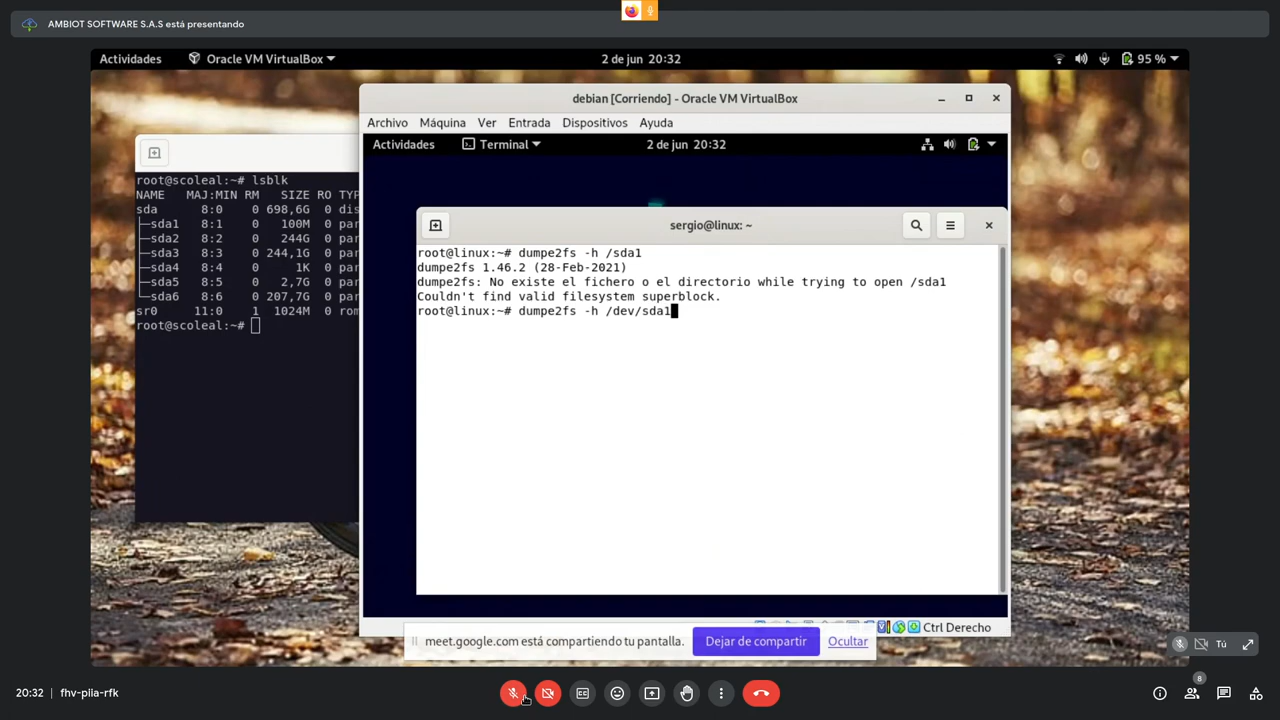 AMBIOT SOFTWARE S.A.S está presentando
Actividades
Oracle VM VirtualBox
2 de jun 20:32
95 %
debian [Corriendo] - Oracle VM VirtualBox
Archivo Máquina Ver Entrada Dispositivos Ayuda
Actividades
Terminal
2 de jun 20:32
root@scoleal:~# lsblk
NAME MAJ:MIN RM SIZE RO TYP
sda 8:0 0 698,6G 0 dis
├─sda1 8:1 0 100M 0 par
├─sda2 8:2 0 244G 0 par
├─sda3 8:3 0 244,1G 0 par
├─sda4 8:4 0 1K 0 par
├─sda5 8:5 0 2,7G 0 par
└─sda6 8:6 0 207,7G 0 par
sr0 11:0 1 1024M 0 rom
root@scoleal:~#
sergio@linux: ~
root@linux:~# dumpe2fs -h /sda1
dumpe2fs 1.46.2 (28-Feb-2021)
dumpe2fs: No existe el fichero o el directorio while trying to open /sda1
Couldn't find valid filesystem superblock.
root@linux:~# dumpe2fs -h /dev/sda1
Ctrl Derecho
meet.google.com está compartiendo tu pantalla.
Dejar de compartir
Ocultar
Tú
20:32
fhv-piia-rfk
8